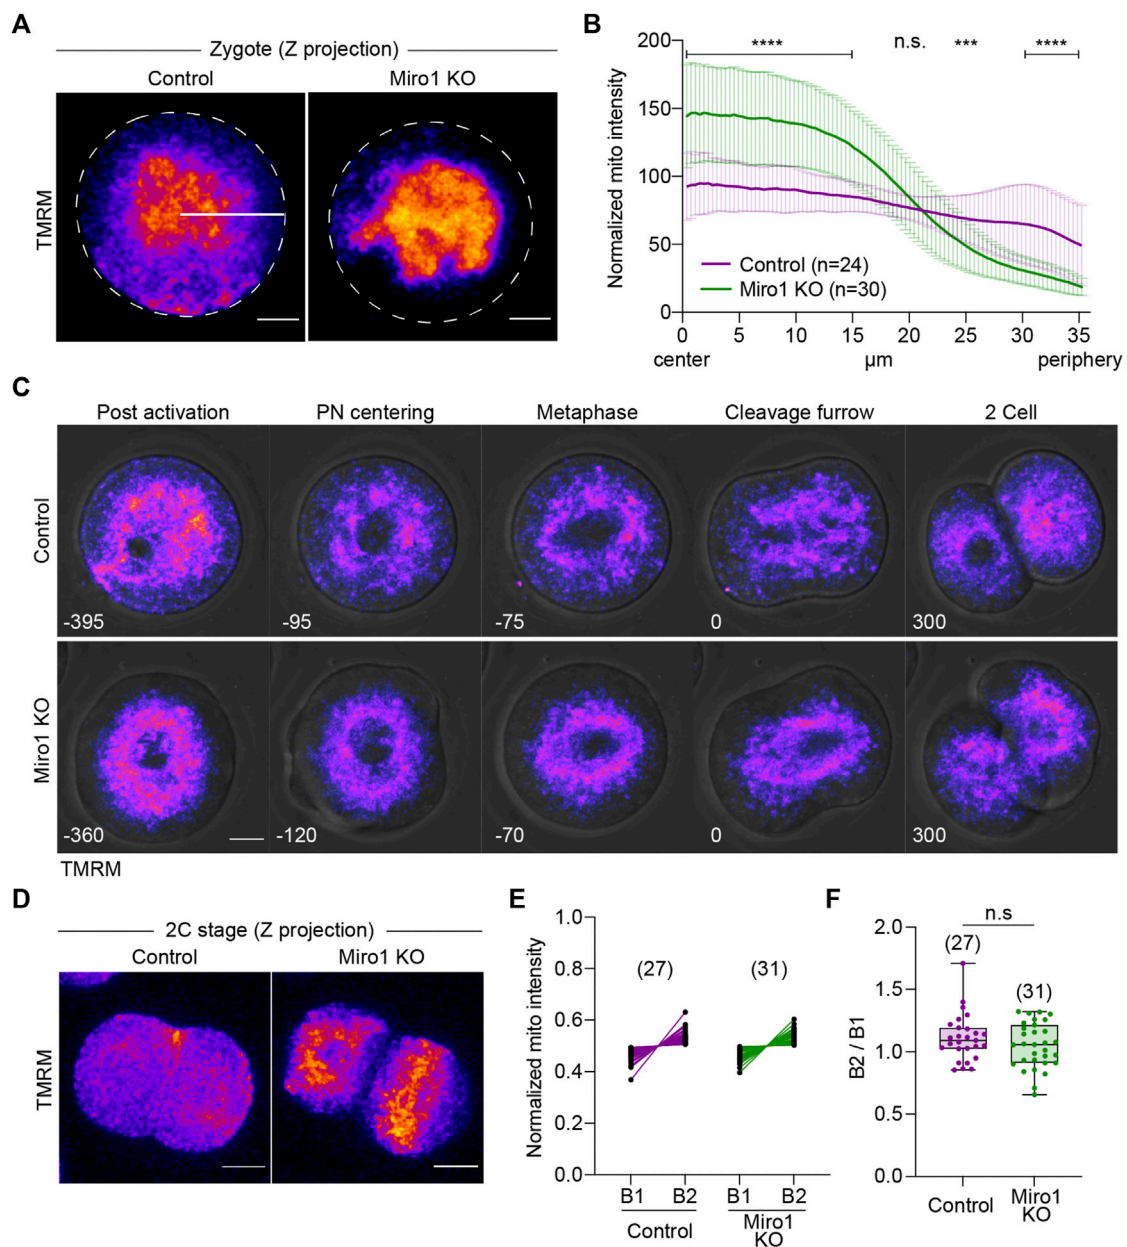 A
Zygote (Z projection)
Control
Miro1 KO
TMRM
B
Normalized mito intensity
200
150
100
50
0
****
n.s.
***
****
Control (n=24)
Miro1 KO (n=30)
0 5 10 15 20 25 30 35
center µm periphery
C
Post activation PN centering Metaphase Cleavage furrow 2 Cell
Control
-395 -95 -75 0 300
Miro1 KO
-360 -120 -70 0 300
TMRM
D
2C stage (Z projection)
Control Miro1 KO
TMRM
E
Normalized mito intensity
1.0
0.8
0.6
0.4
0.2
0.0
(27) (31)
B1 B2 B1 B2
Control Miro1
KO
F
B2 / B1
2.0
1.5
1.0
0.5
0.0
n.s
(27)
(31)
Control Miro1
KO